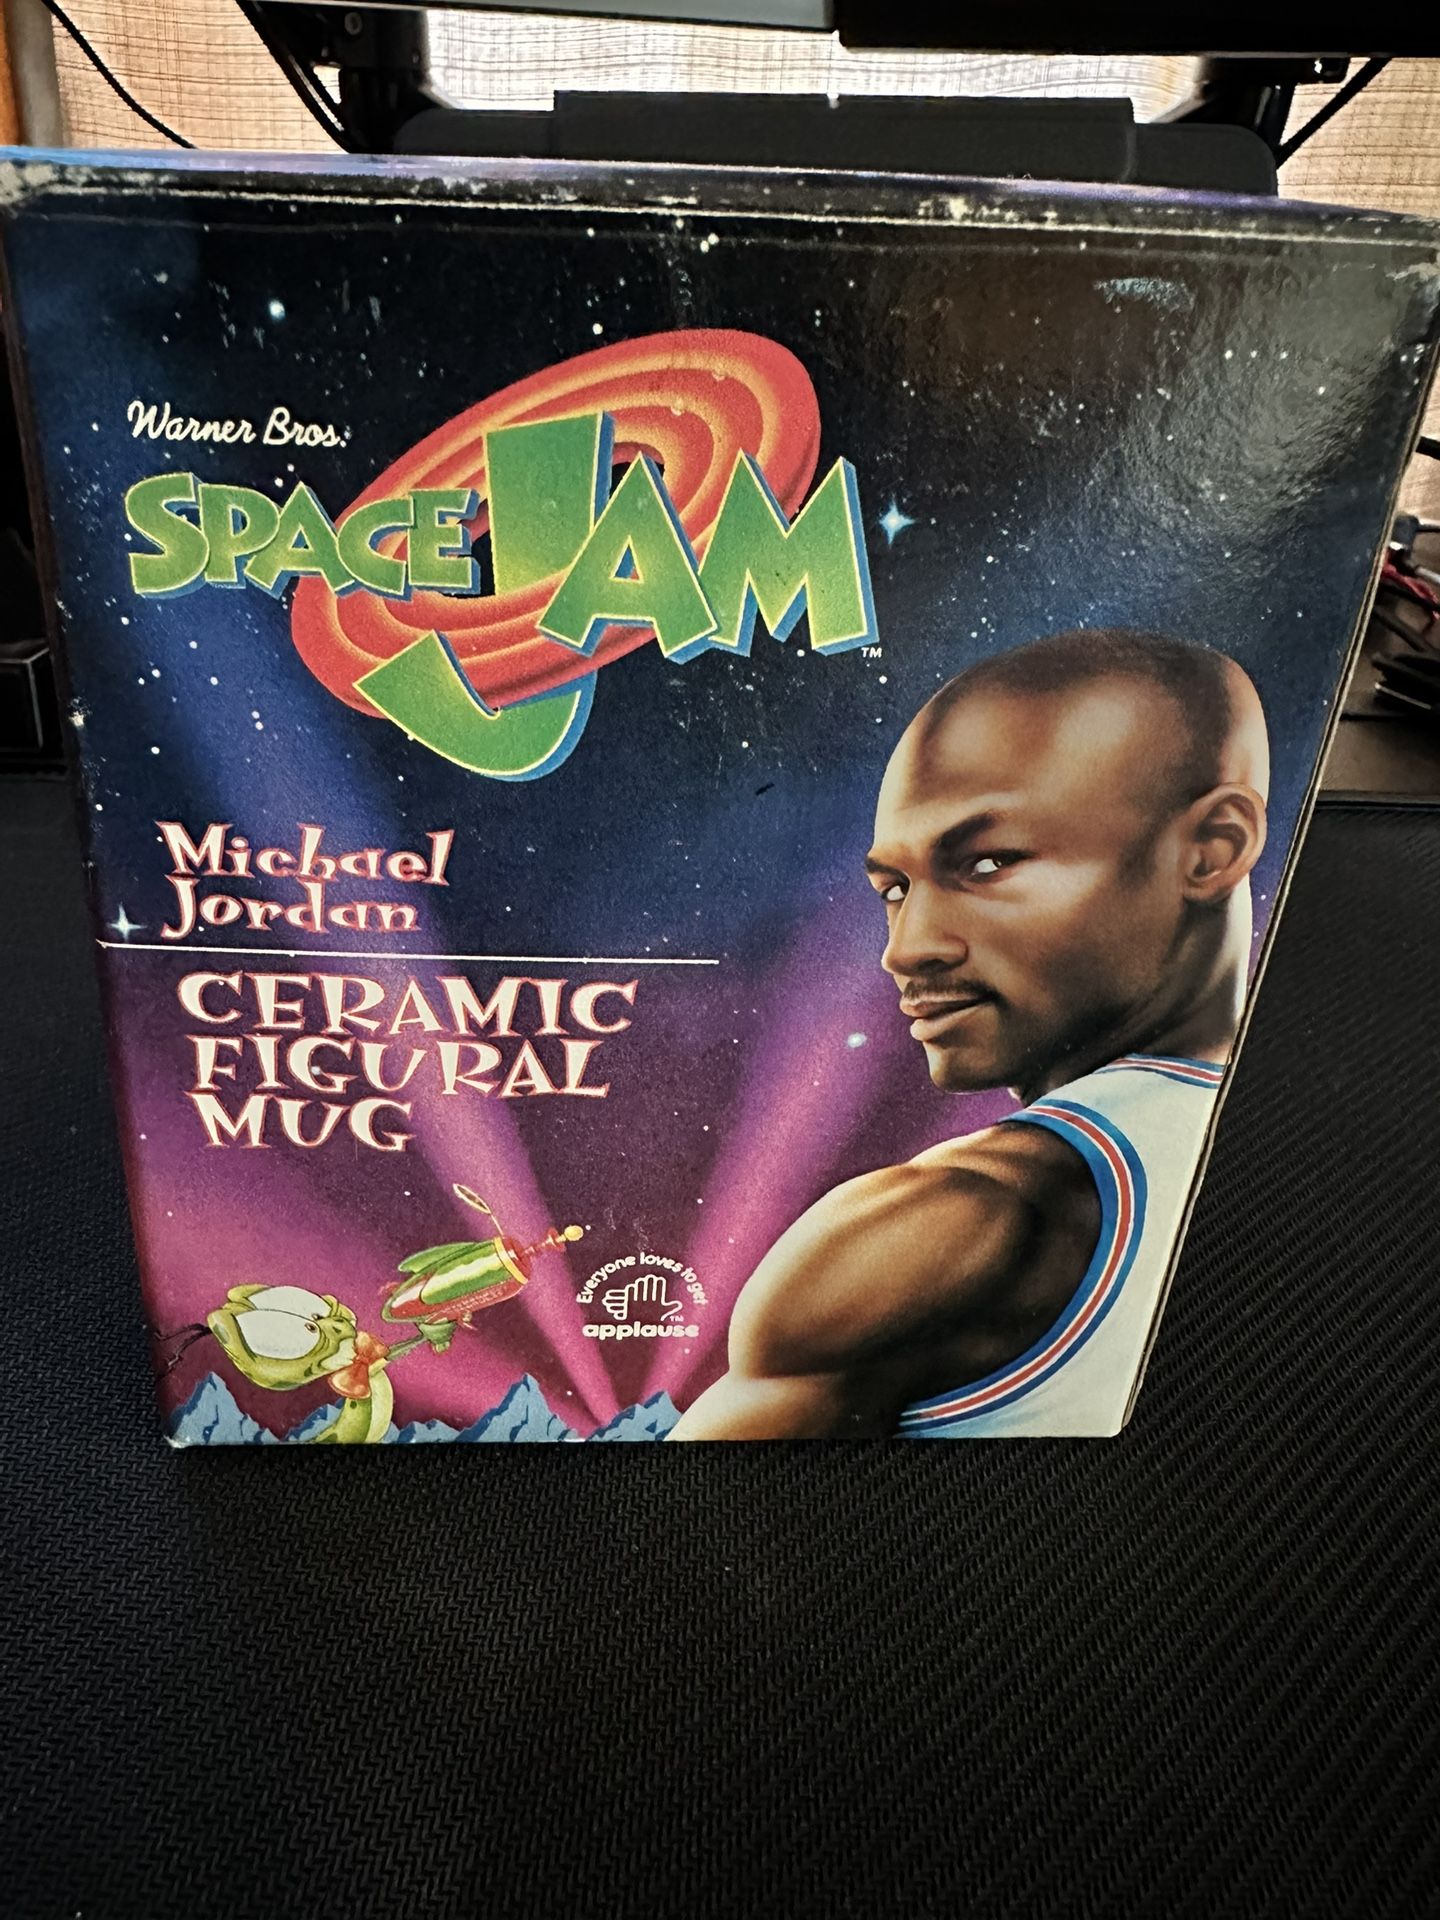 Warner Bros.
SPACE JAM
TM
Michael
Jordan
CERAMIC
FIGURAL
MUG
Everyone loves to get
applause
TM